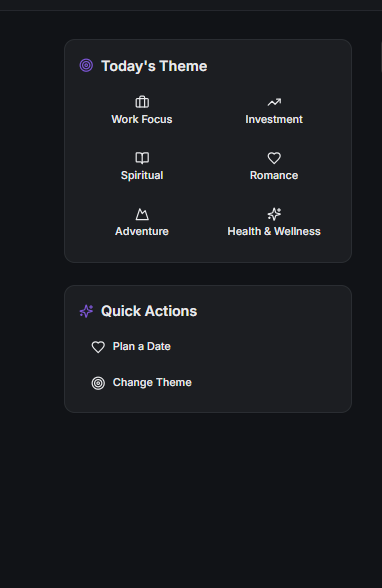 Today's Theme
Work Focus
Investment
Spiritual
Romance
Adventure
Health & Wellness
Quick Actions
Plan a Date
Change Theme